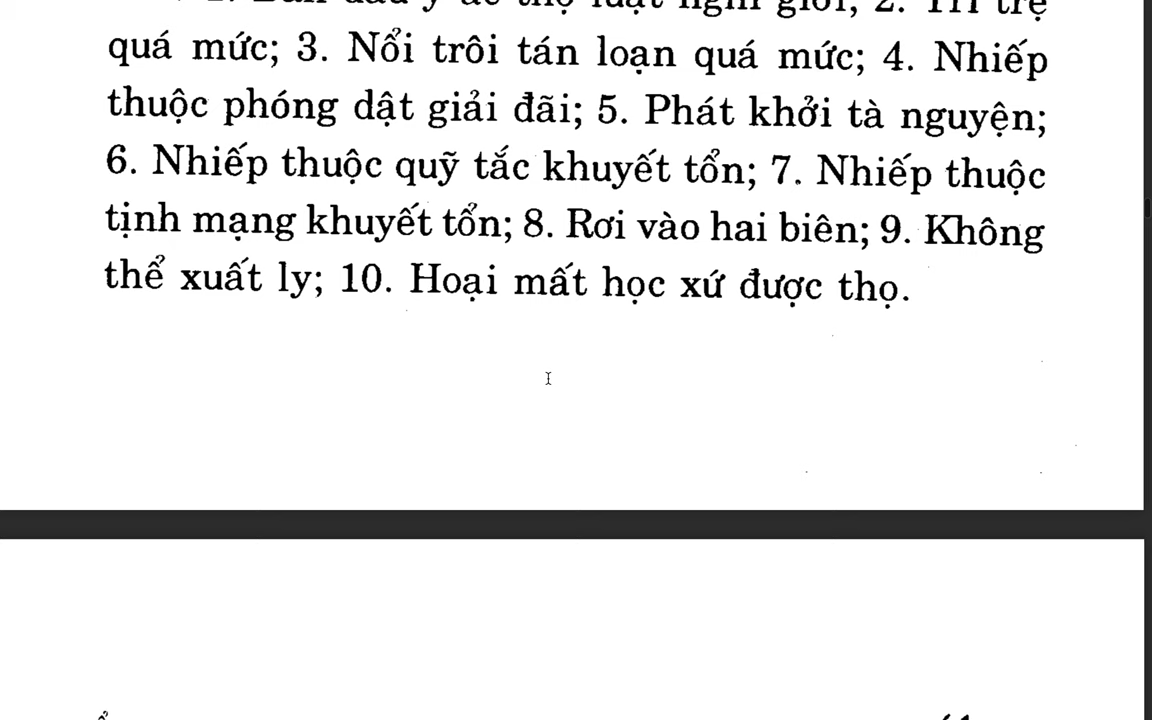 quá mức; 3. Nổi trôi tán loạn quá mức; 4. Nhiếp
thuộc phóng dật giải đãi; 5. Phát khởi tà nguyện;
6. Nhiếp thuộc quỹ tắc khuyết tổn; 7. Nhiếp thuộc
tịnh mạng khuyết tổn; 8. Rơi vào hai biên; 9. Không
thể xuất ly; 10. Hoại mất học xứ được thọ.